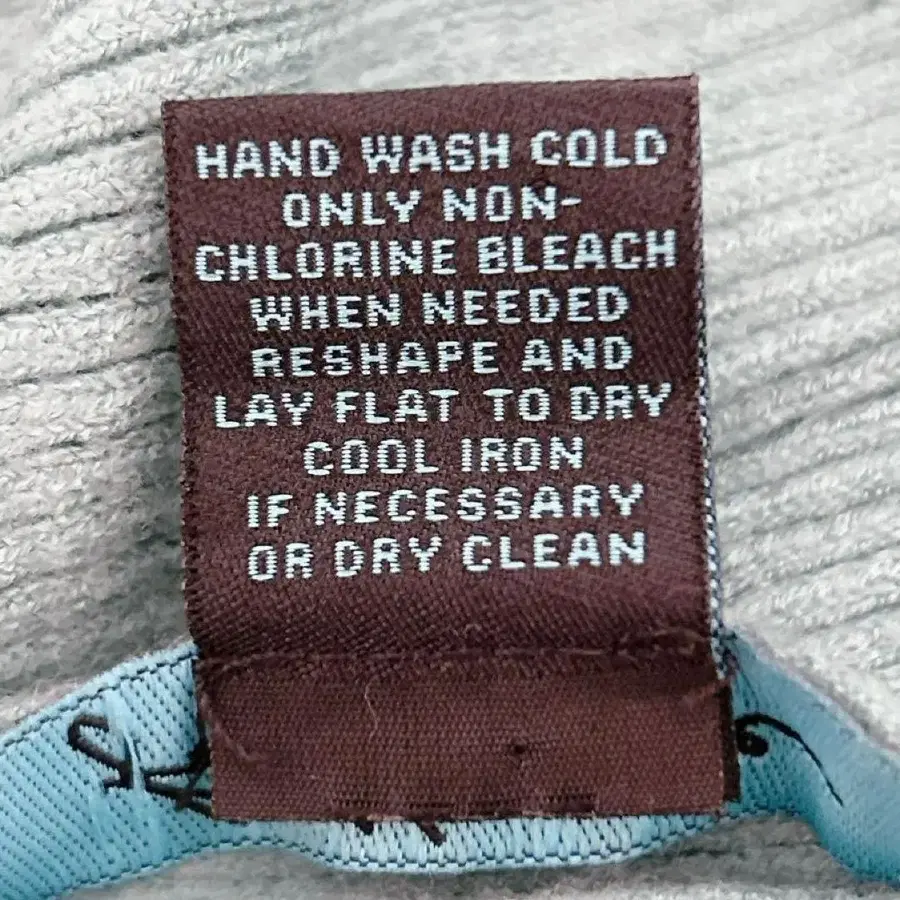 HAND WASH COLD
ONLY NON-
CHLORINE BLEACH
WHEN NEEDED
RESHAPE AND
LAY FLAT TO DRY
COOL IRON
IF NECESSARY
OR DRY CLEAN